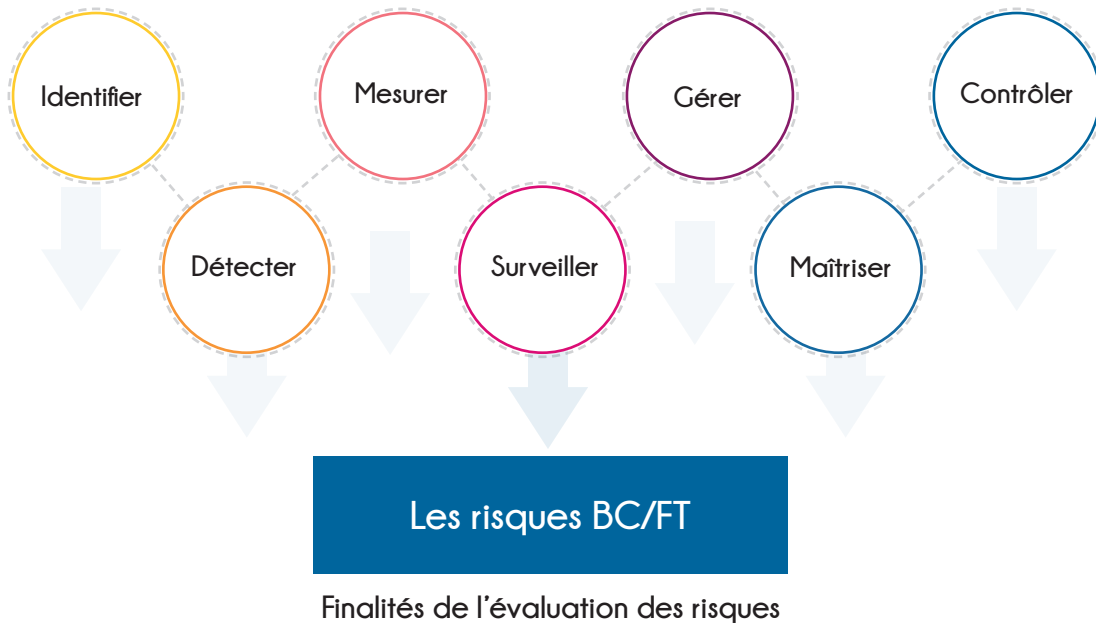 Identifier
Détecter
Mesurer
Surveiller
Gérer
Maîtriser
Contrôler
Les risques BC/FT
Finalités de l'évaluation des risques